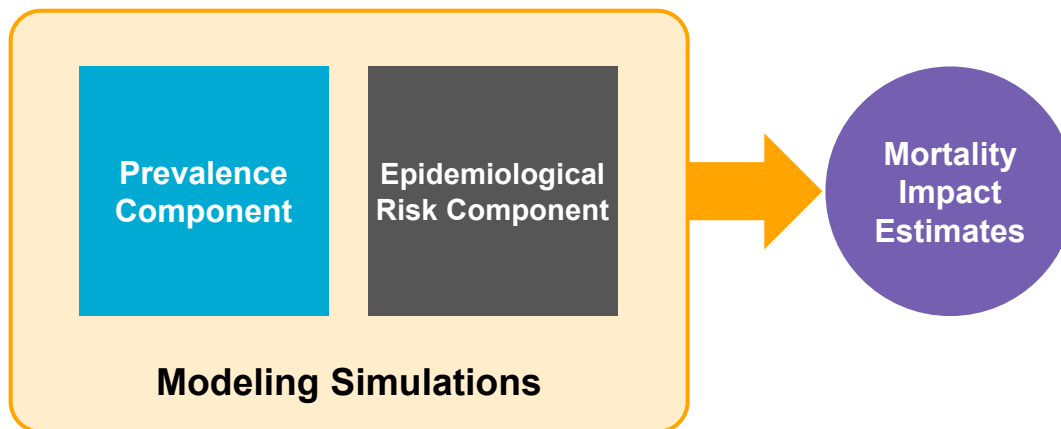 Prevalence
Component
Epidemiological
Risk Component
Modeling Simulations
Mortality
Impact
Estimates